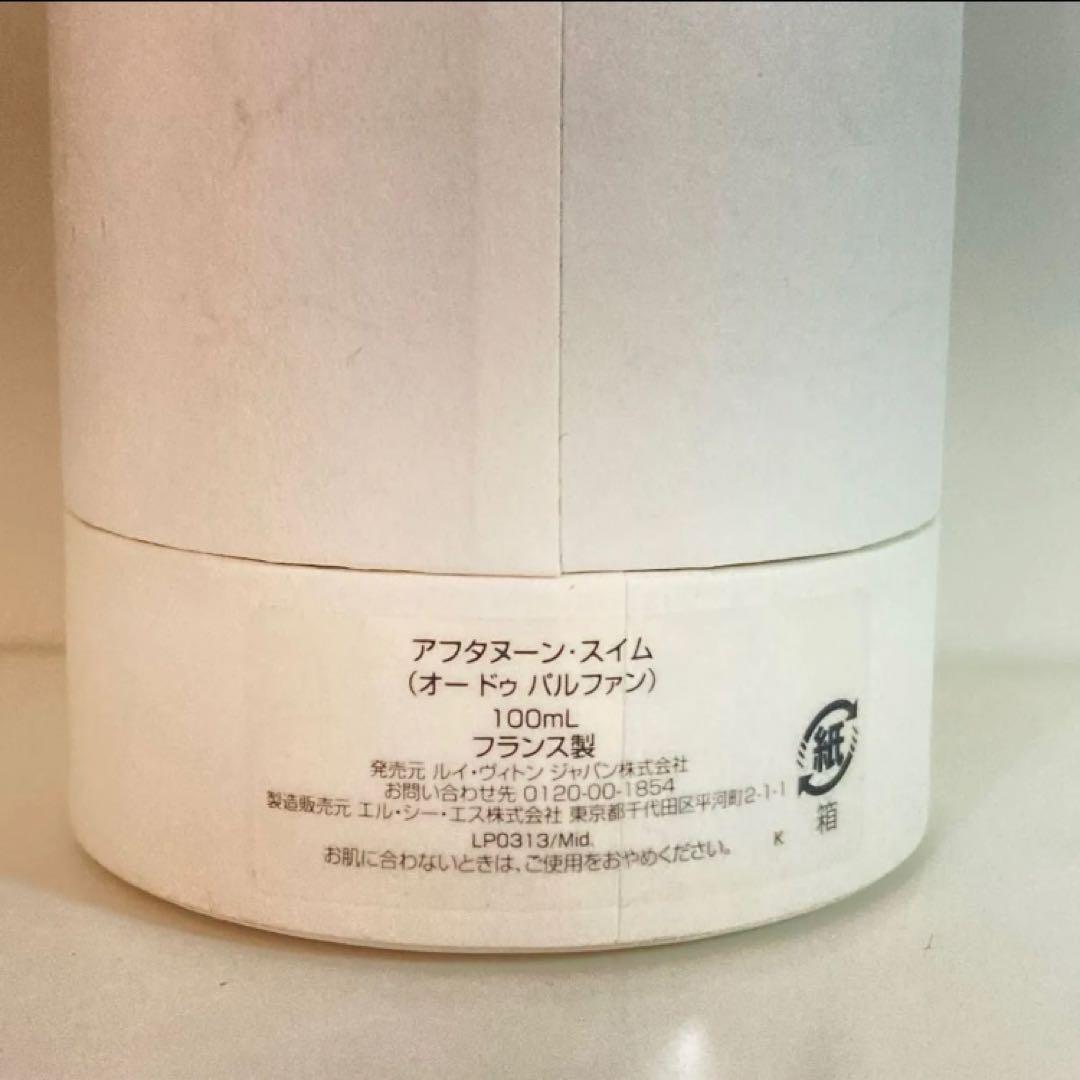 アフタヌーン・スイム
(オー ドゥ パルファン)
100mL
フランス製
発売元 ルイ・ヴィトン ジャパン株式会社
お問い合わせ先 0120-00-1854
製造販売元 エル・シー・エス株式会社 東京都千代田区平河町2-1-1
LP0313/Mid.
お肌に合わないときは、ご使用をおやめください。
K
紙
箱